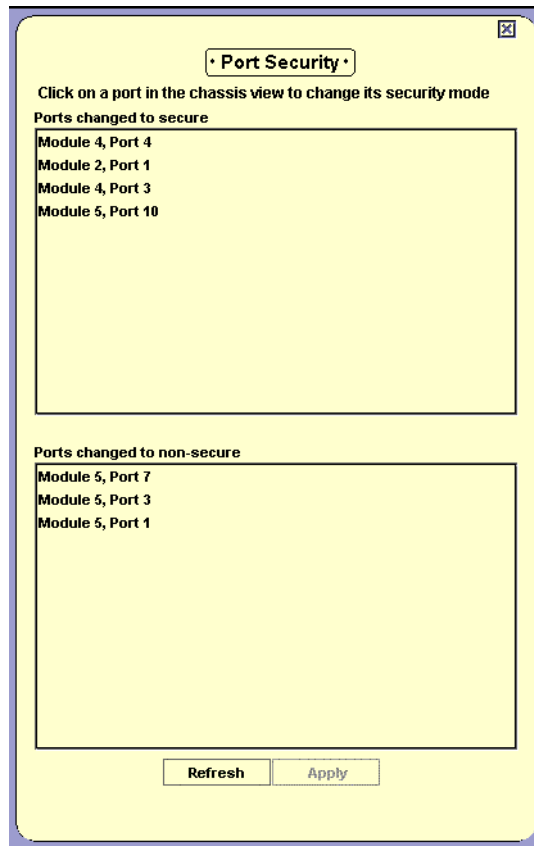 • Port Security •
Click on a port in the chassis view to change its security mode
Ports changed to secure
Module 4, Port 4
Module 2, Port 1
Module 4, Port 3
Module 5, Port 10
Ports changed to non-secure
Module 5, Port 7
Module 5, Port 3
Module 5, Port 1
Refresh Apply